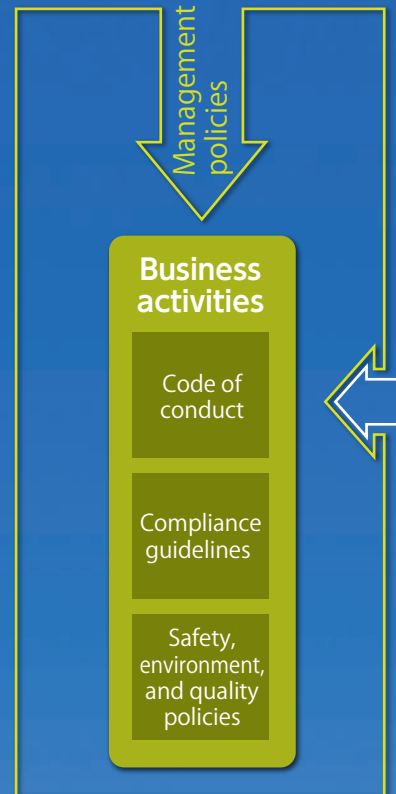 Management
policies
Business
activities
Code of
conduct
Compliance
guidelines
Safety,
environment,
and quality
policies